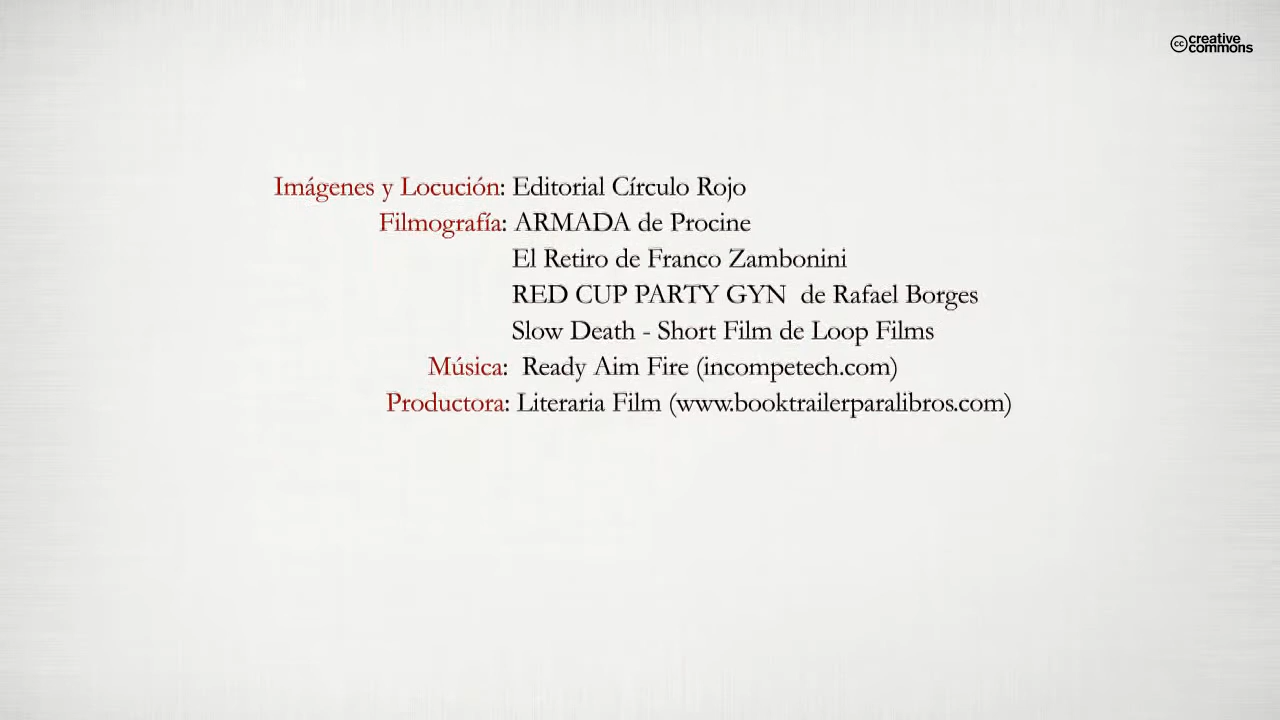 cc creative
commons
Imágenes y Locución: Editorial Círculo Rojo
Filmografía: ARMADA de Procine
El Retiro de Franco Zambonini
RED CUP PARTY GYN de Rafael Borges
Slow Death - Short Film de Loop Films
Música: Ready Aim Fire (incompetech.com)
Productora: Literaria Film (www.booktrailerparalibros.com)